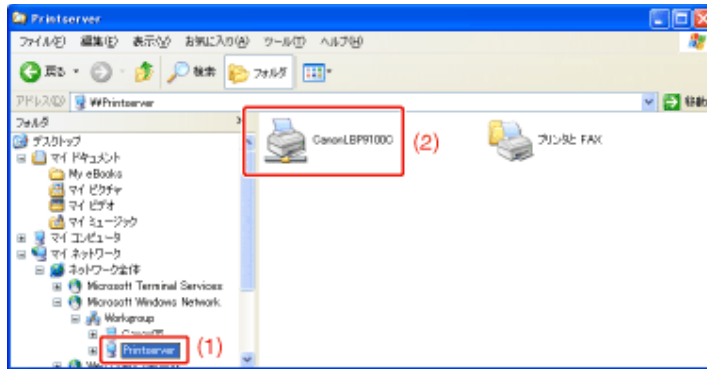 Printserver
ファイル(F) 編集(E) 表示(V) お気に入り(A) ツール(T) ヘルプ(H)
戻る 検索 フォルダ
アドレス(D) \\Printserver 移動
フォルダ ×
デスクトップ
マイ ドキュメント
My eBooks
マイ ピクチャ
マイ ビデオ
マイ ミュージック
マイ コンピュータ
マイ ネットワーク
ネットワーク全体
Microsoft Terminal Services
Microsoft Windows Network
Workgroup
Printserver (1)
CanonLBP9100C (2)
プリンタと FAX